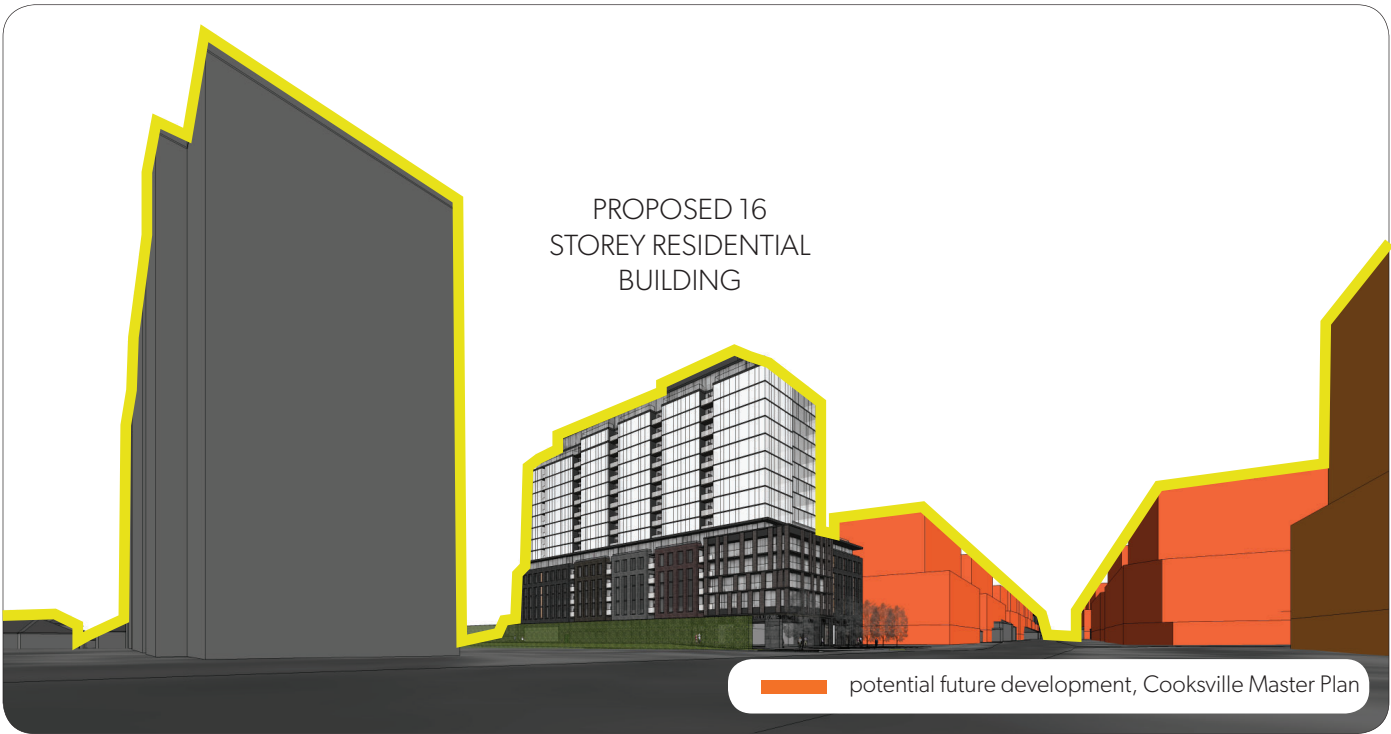 PROPOSED 16
STOREY RESIDENTIAL
BUILDING
potential future development, Cooksville Master Plan